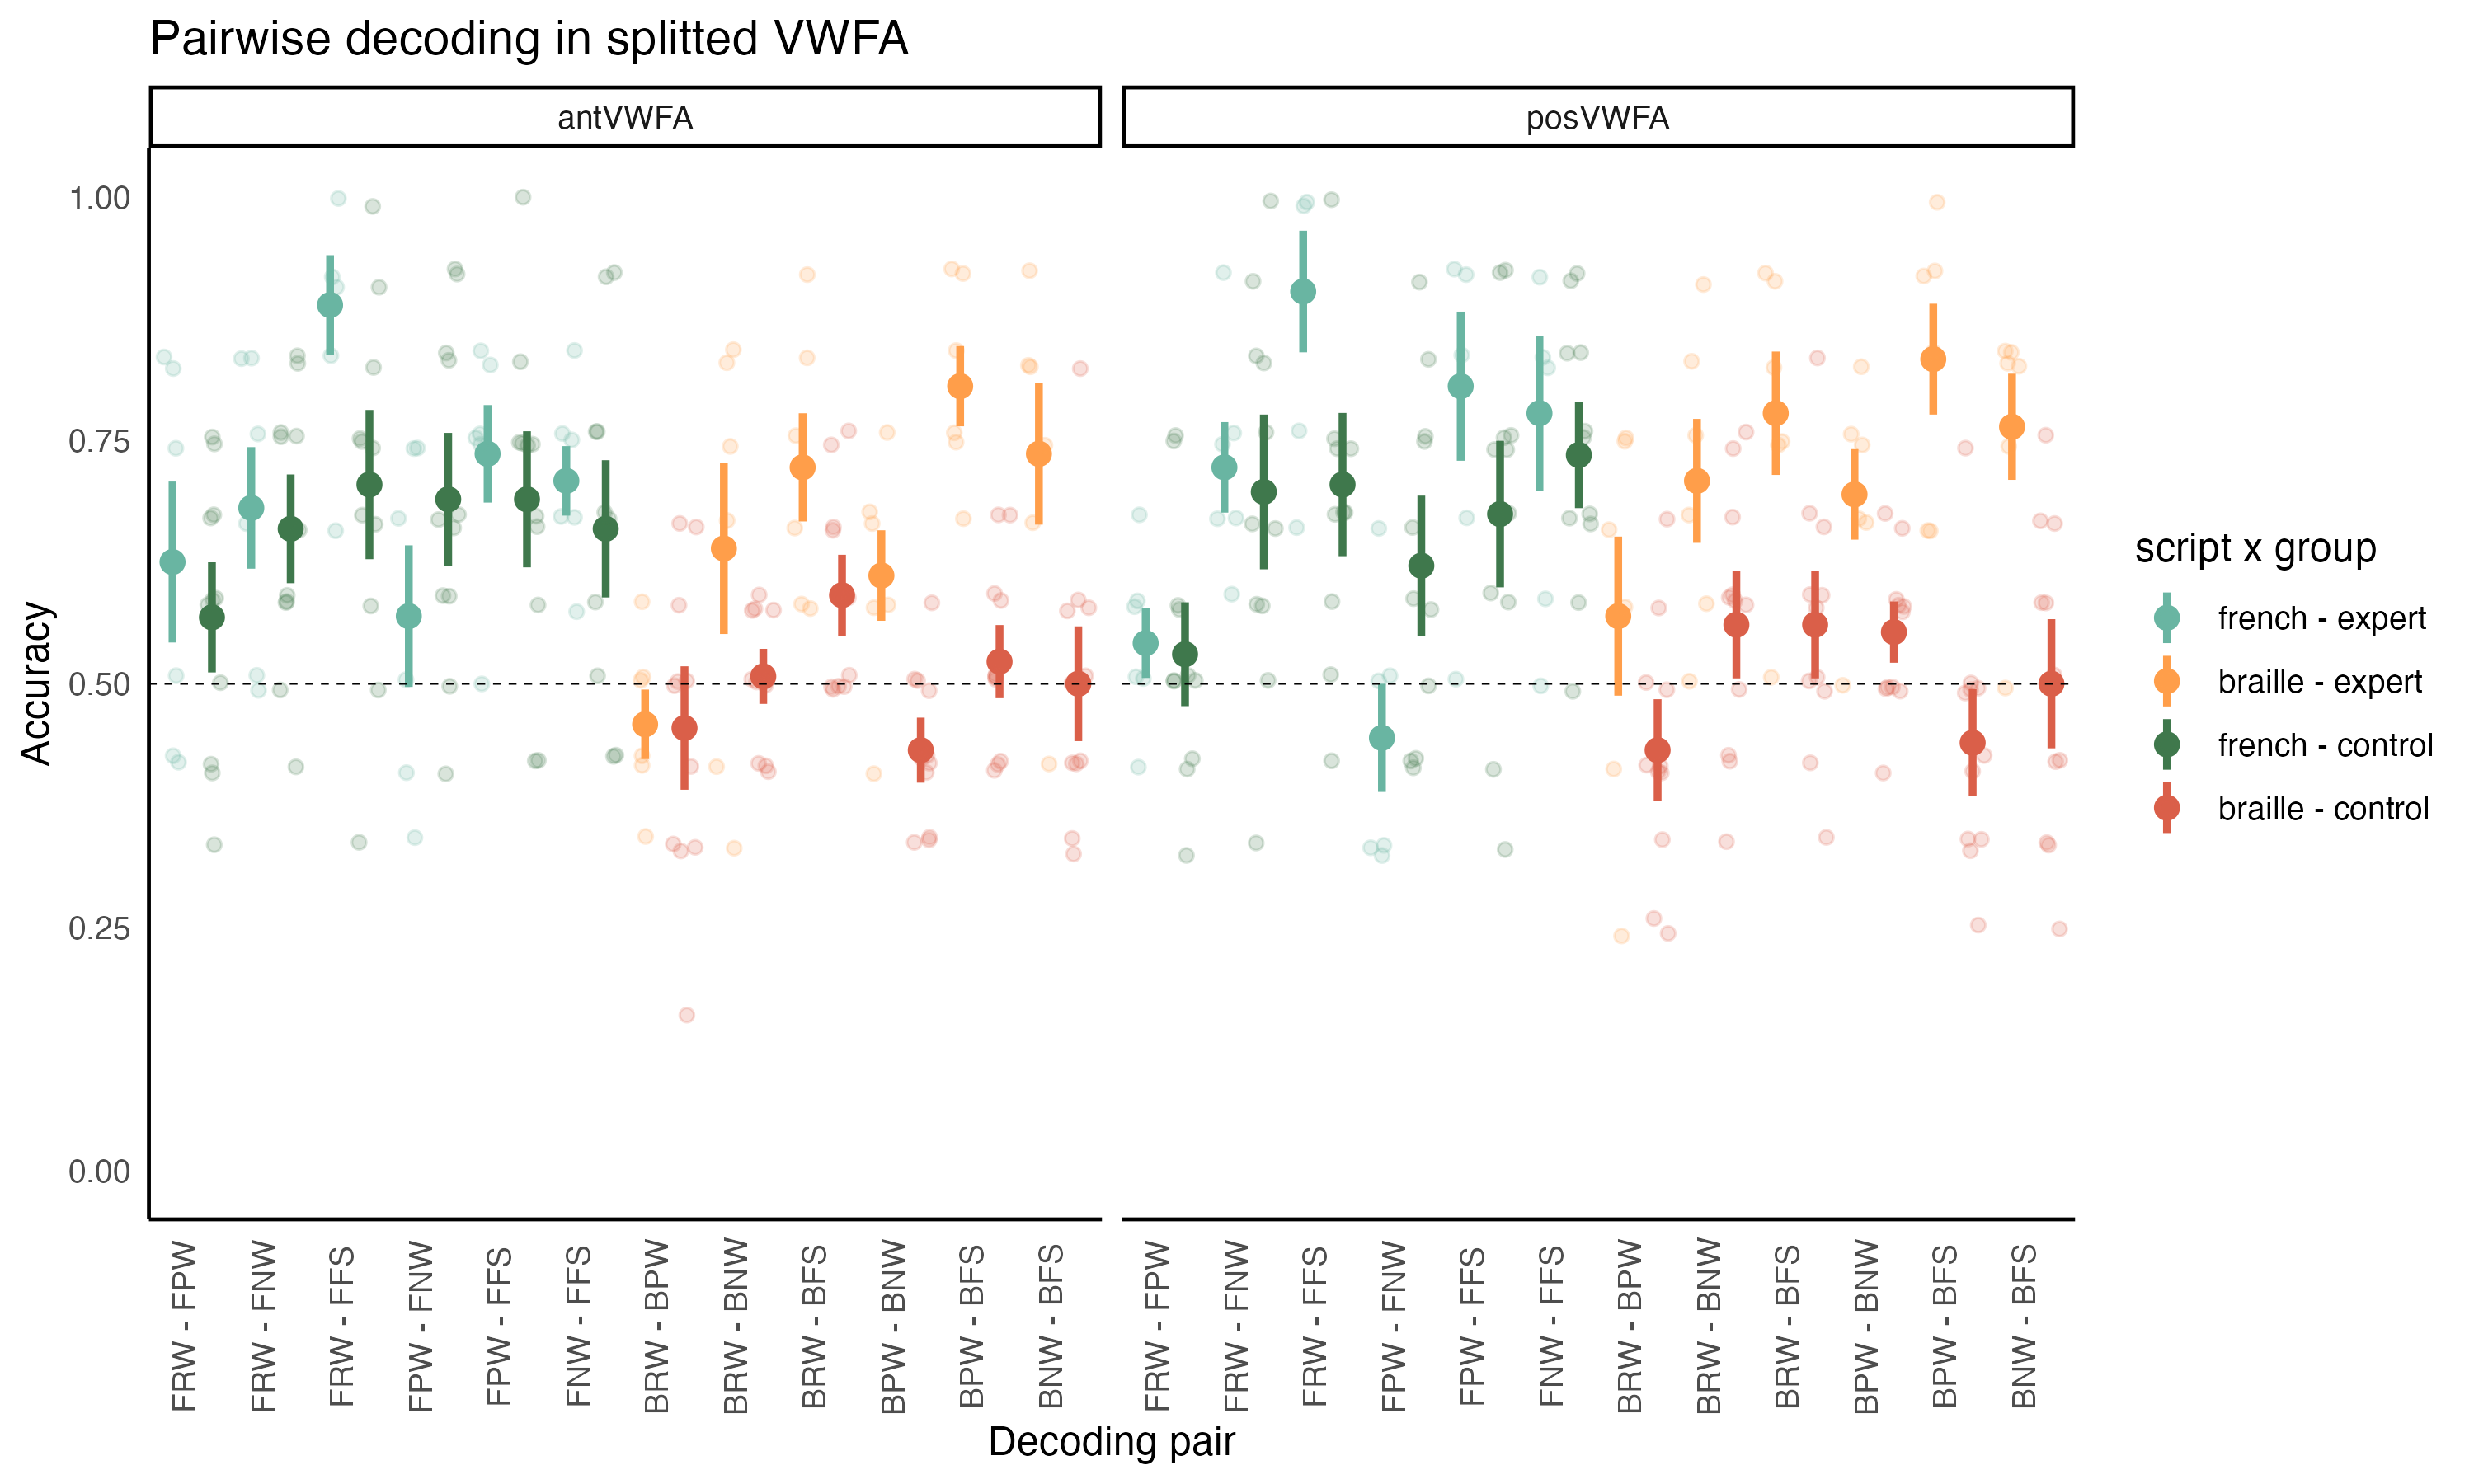 Pairwise decoding in splitted VWFA
antVWFA
posVWFA
1.00
0.75
0.50
0.25
0.00
Accuracy
FRW - FPW
FRW - FNW
FRW - FFS
FPW - FNW
FPW - FFS
FNW - FFS
BRW - BPW
BRW - BNW
BRW - BFS
BPW - BNW
BPW - BFS
BNW - BFS
FRW - FPW
FRW - FNW
FRW - FFS
FPW - FNW
FPW - FFS
FNW - FFS
BRW - BPW
BRW - BNW
BRW - BFS
BPW - BNW
BPW - BFS
BNW - BFS
Decoding pair
script x group
french - expert
braille - expert
french - control
braille - control